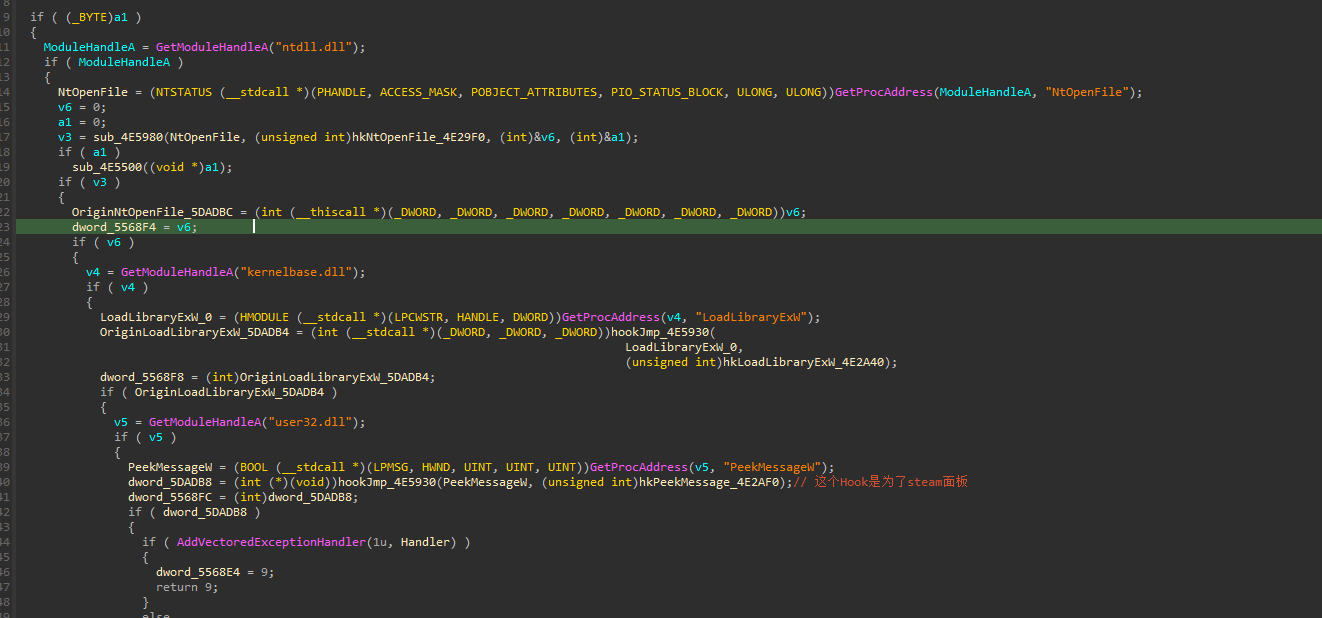 8
9 if ( (_BYTE)a1 )
10 {
11 ModuleHandleA = GetModuleHandleA("ntdll.dll");
12 if ( ModuleHandleA )
13 {
14 NtOpenFile = (NTSTATUS (__stdcall *)(PHANDLE, ACCESS_MASK, POBJECT_ATTRIBUTES, PIO_STATUS_BLOCK, ULONG, ULONG))GetProcAddress(ModuleHandleA, "NtOpenFile");
15 v6 = 0;
16 a1 = 0;
17 v3 = sub_4E5980(NtOpenFile, (unsigned int)hkNtOpenFile_4E29F0, (int)&v6, (int)&a1);
18 if ( a1 )
19 sub_4E5500((void *)a1);
20 if ( v3 )
21 {
22 OriginNtOpenFile_5DADBC = (int (__thiscall *)(_DWORD, _DWORD, _DWORD, _DWORD, _DWORD, _DWORD, _DWORD))v6;
23 dword_5568F4 = v6;
24 if ( v6 )
25 {
26 v4 = GetModuleHandleA("kernelbase.dll");
27 if ( v4 )
28 {
29 LoadLibraryExW_0 = (HMODULE (__stdcall *)(LPCWSTR, HANDLE, DWORD))GetProcAddress(v4, "LoadLibraryExW");
30 OriginLoadLibraryExW_5DADB4 = (int (__stdcall *)(_DWORD, _DWORD, _DWORD))hookJmp_4E5930(
31 LoadLibraryExW_0,
32 (unsigned int)hkLoadLibraryExW_4E2A40);
33 dword_5568F8 = (int)OriginLoadLibraryExW_5DADB4;
34 if ( OriginLoadLibraryExW_5DADB4 )
35 {
36 v5 = GetModuleHandleA("user32.dll");
37 if ( v5 )
38 {
39 PeekMessageW = (BOOL (__stdcall *)(LPMSG, HWND, UINT, UINT, UINT))GetProcAddress(v5, "PeekMessageW");
40 dword_5DADB8 = (int (*)(void))hookJmp_4E5930(PeekMessageW, (unsigned int)hkPeekMessage_4E2AF0);// 这个Hook是为了steam面板
41 dword_5568FC = (int)dword_5DADB8;
42 if ( dword_5DADB8 )
43 {
44 if ( AddVectoredExceptionHandler(1u, Handler) )
45 {
46 dword_5568E4 = 9;
47 return 9;
48 }
49 else